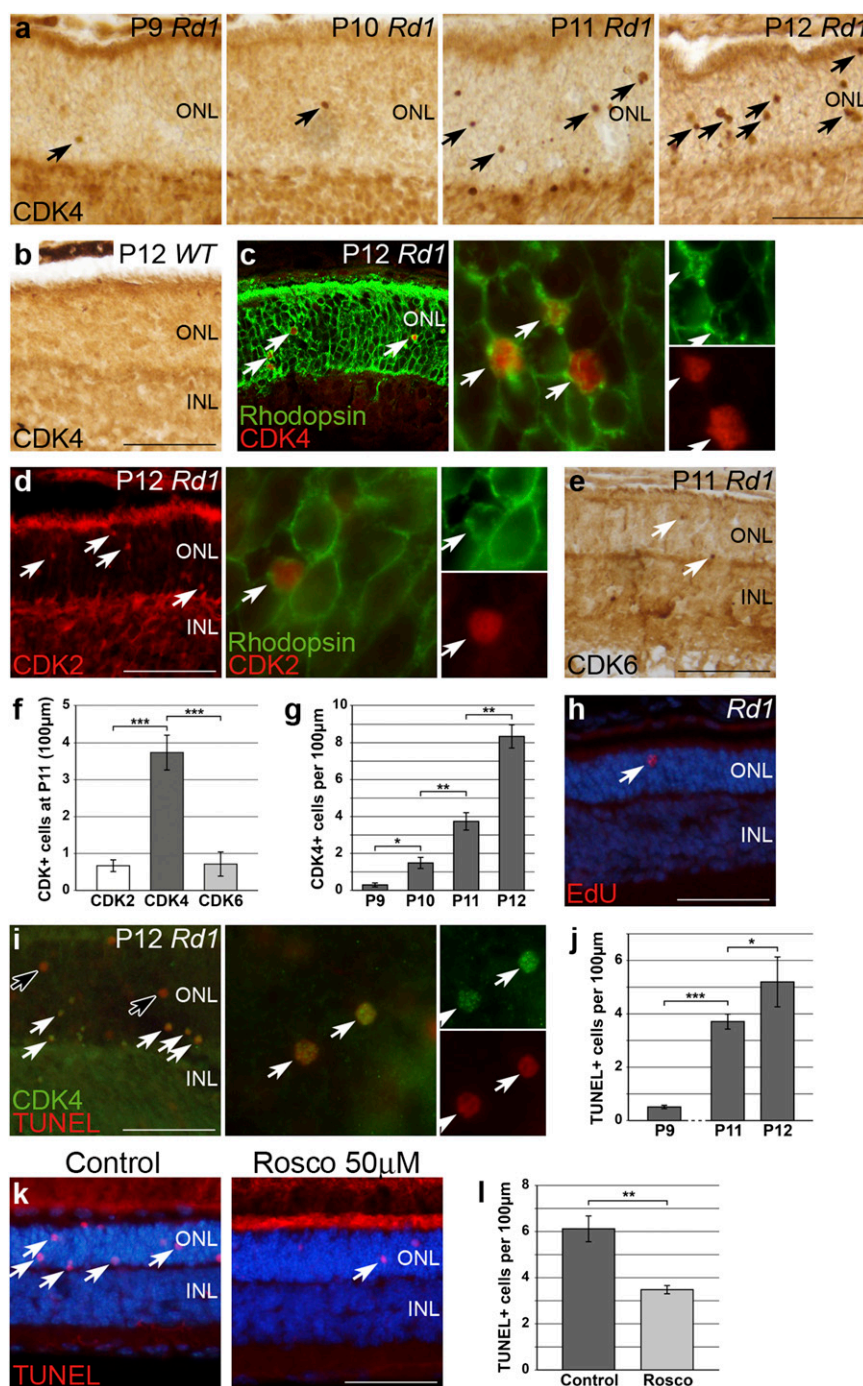 a
P9 Rd1
P10 Rd1
P11 Rd1
P12 Rd1
ONL
ONL
ONL
ONL
CDK4
b
P12 WT
ONL
INL
CDK4
c
P12 Rd1
ONL
Rhodopsin
CDK4
d
P12 Rd1
ONL
INL
CDK2
Rhodopsin
CDK2
e
P11 Rd1
ONL
INL
CDK6
f
CDK+ cells at P11 (100µm)
5
4
3
2
1
0
***
***
CDK2 CDK4 CDK6
g
CDK4+ cells per 100µm
10
8
6
4
2
0
*
**
**
P9 P10 P11 P12
h
Rd1
ONL
INL
EdU
i
P12 Rd1
ONL
INL
CDK4
TUNEL
j
TUNEL+ cells per 100µm
6
4
2
0
***
*
P9 P11 P12
Control
Rosco 50µM
k
ONL
INL
TUNEL
ONL
INL
l
TUNEL+ cells per 100µm
8
6
4
2
0
**
Control Rosco